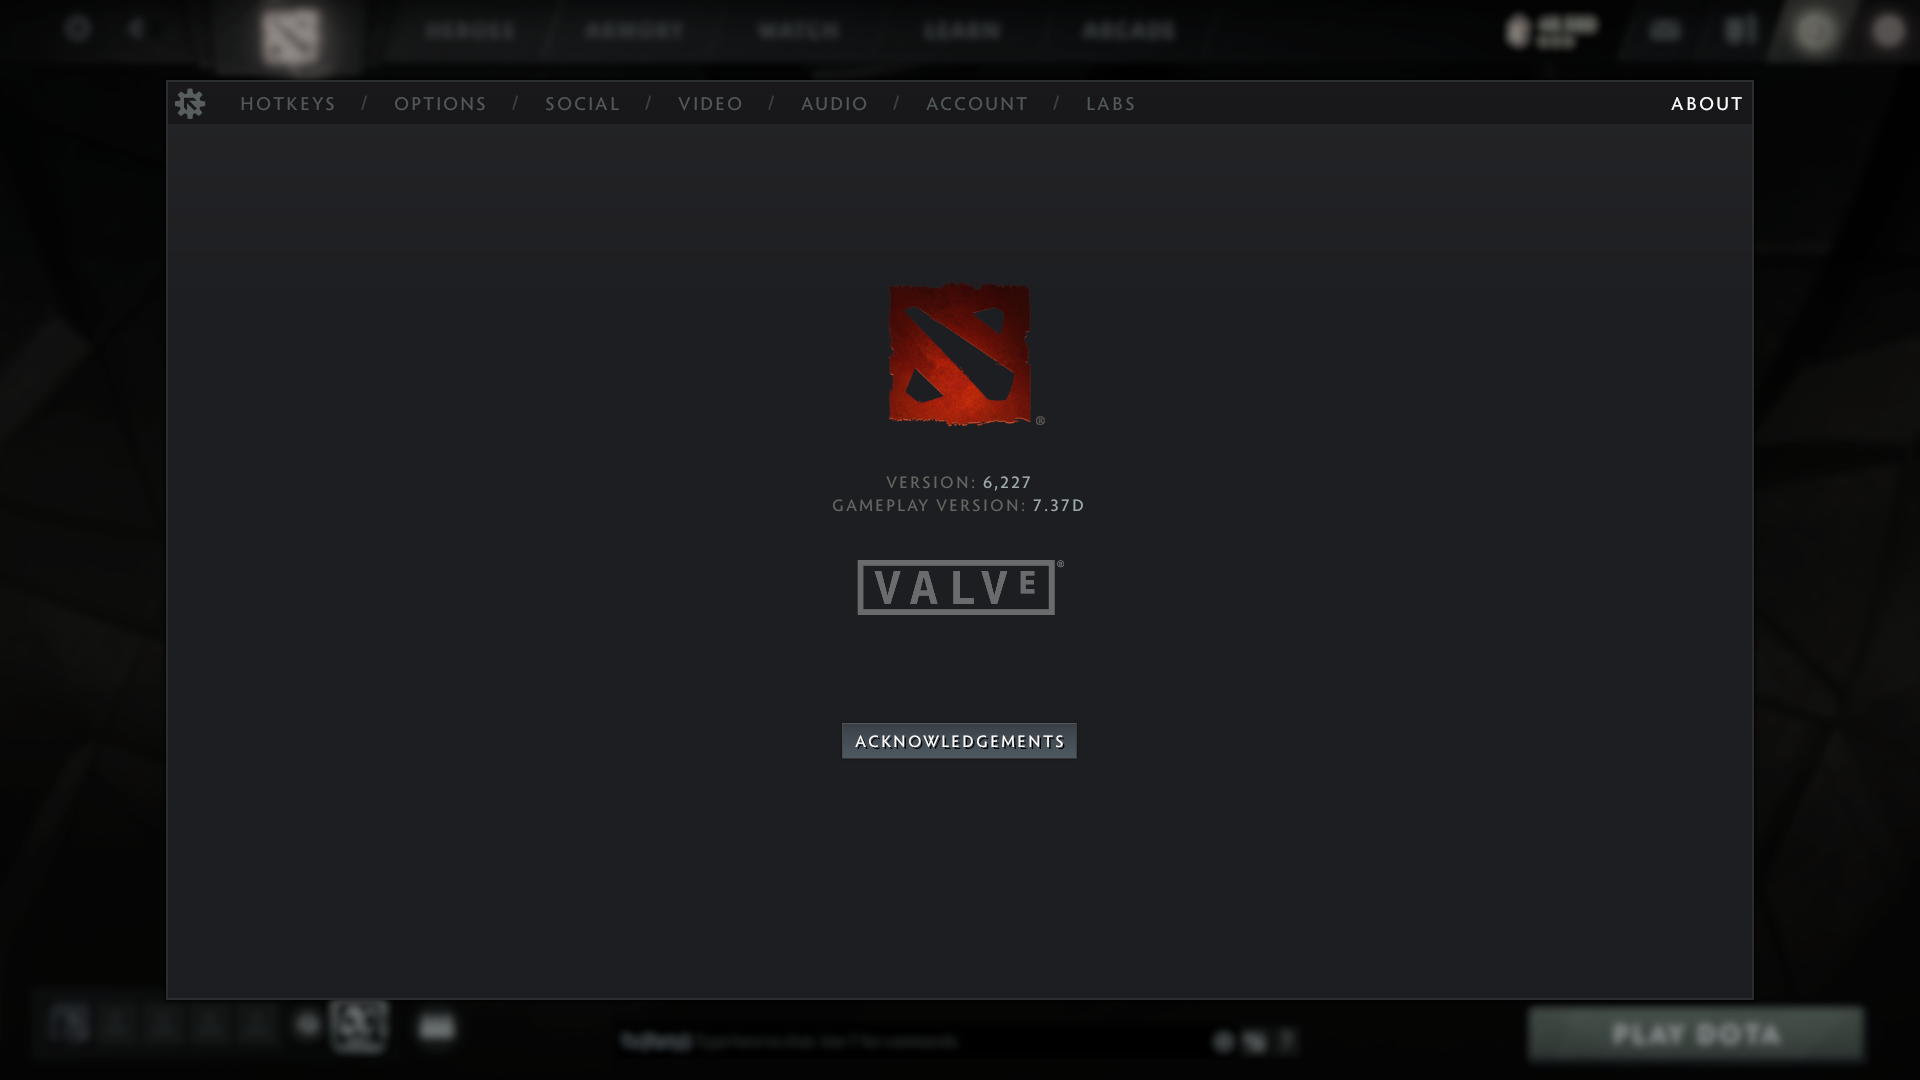 HEROES ARMORY WATCH LEARN ARCADE
HOTKEYS / OPTIONS / SOCIAL / VIDEO / AUDIO / ACCOUNT / LABS ABOUT
®
VERSION: 6,227
GAMEPLAY VERSION: 7.37D
VALVE®
ACKNOWLEDGEMENTS
PLAY DOTA